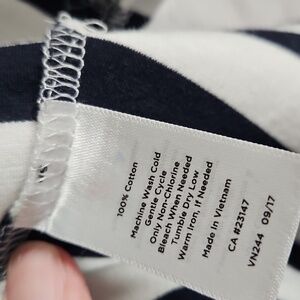 100% Cotton
Machine Wash Cold
Gentle Cycle
Only Non-Chlorine
Bleach When Needed
Tumble Dry Low
Warm Iron, If Needed
Made in Vietnam
CA #23147
VN244 09/17